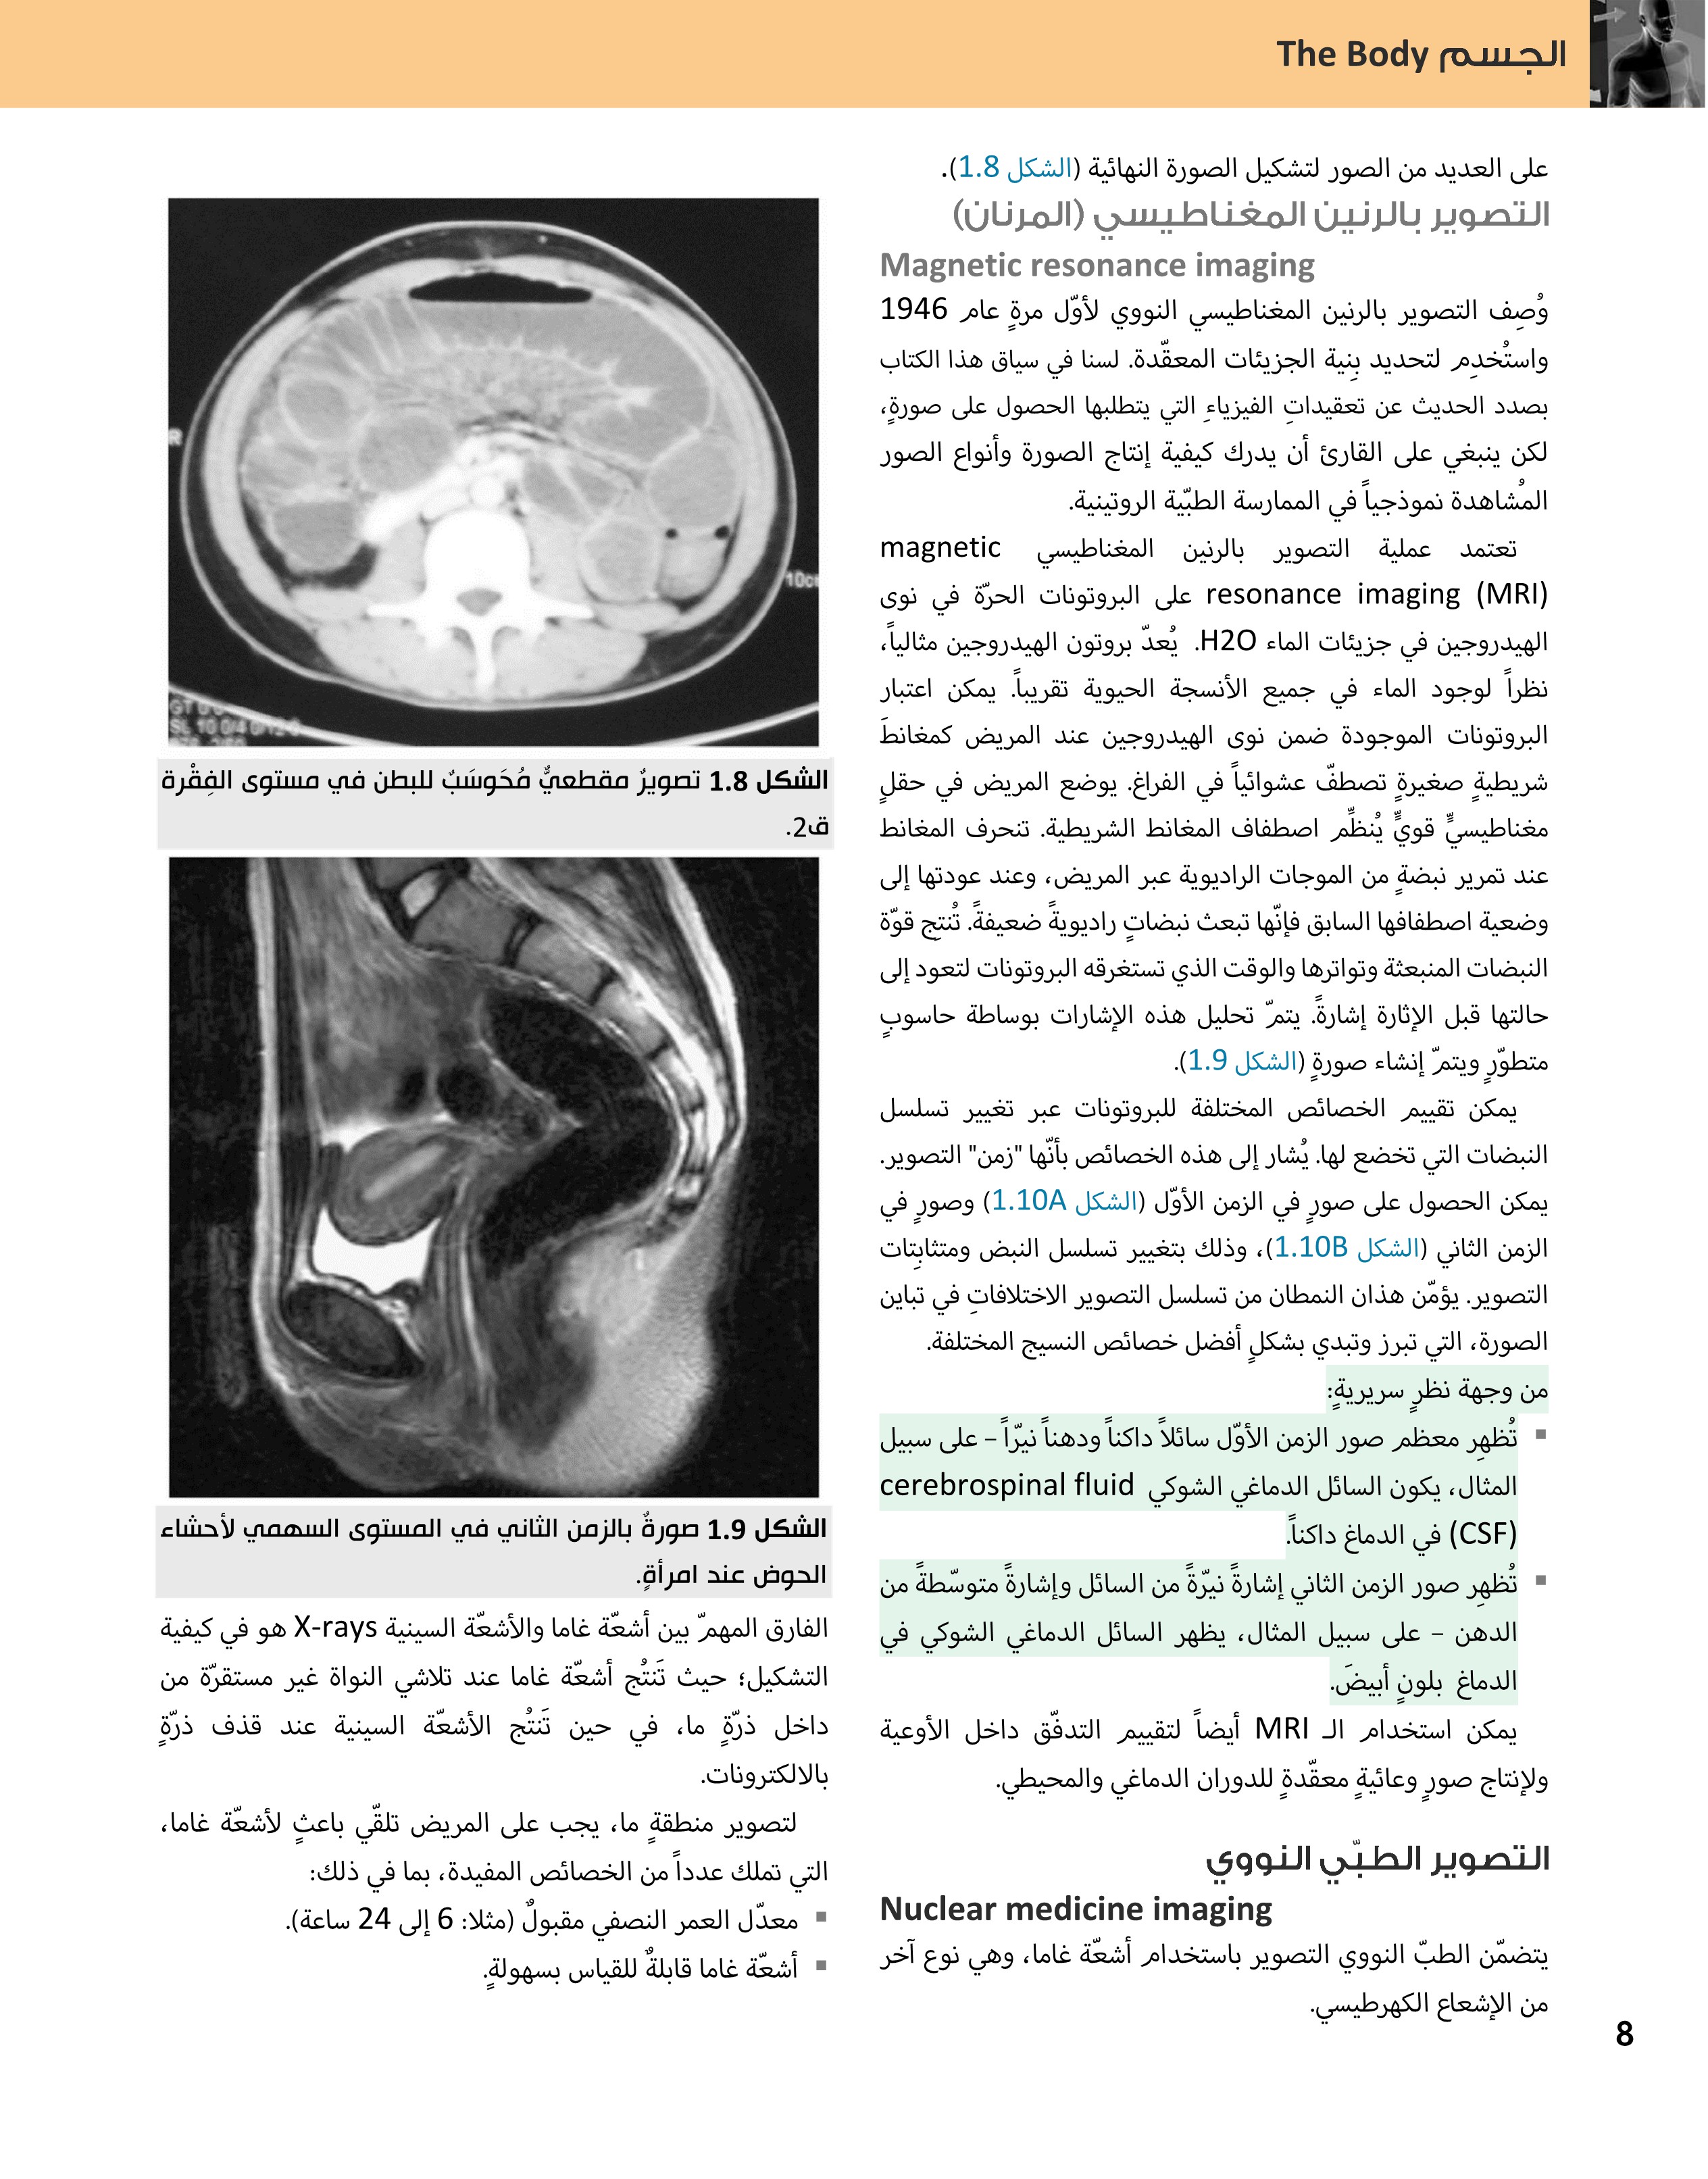 الجسم The Body
على العديد من الصور لتشكيل الصورة النهائية (الشكل 1.8).
التصوير بالرنين المغناطيسي (المرنان)
Magnetic resonance imaging
وُصِف التصوير بالرنين المغناطيسي النووي لأوّل مرةٍ عام 1946
واستُخدِم لتحديد بِنية الجزيئات المعقّدة. لسنا في سياق هذا الكتاب
بصدد الحديث عن تعقيداتِ الفيزياءِ التي يتطلبها الحصول على صورةٍ،
لكن ينبغي على القارئ أن يدرك كيفية إنتاج الصورة وأنواع الصور
المُشاهدة نموذجياً في الممارسة الطبّية الروتينية.
تعتمد عملية التصوير بالرنين المغناطيسي magnetic
resonance imaging (MRI) على البروتونات الحرّة في نوى
الهيدروجين في جزيئات الماء H2O. يُعدّ بروتون الهيدروجين مثالياً،
نظراً لوجود الماء في جميع الأنسجة الحيوية تقريباً. يمكن اعتبار
البروتونات الموجودة ضمن نوى الهيدروجين عند المريض كمغانطَ
شريطيةٍ صغيرةٍ تصطفّ عشوائياً في الفراغ. يوضع المريض في حقلٍ
مغناطيسيٍّ قويٍّ يُنظِّم اصطفاف المغانط الشريطية. تنحرف المغانط
عند تمرير نبضةٍ من الموجات الراديوية عبر المريض، وعند عودتها إلى
وضعية اصطفافها السابق فإنّها تبعث نبضاتٍ راديويةً ضعيفةً. تُنتِج قوّة
النبضات المنبعثة وتواترها والوقت الذي تستغرقه البروتونات لتعود إلى
حالتها قبل الإثارة إشارةً. يتمّ تحليل هذه الإشارات بوساطة حاسوبٍ
متطوّرٍ ويتمّ إنشاء صورةٍ (الشكل 1.9).
يمكن تقييم الخصائص المختلفة للبروتونات عبر تغيير تسلسل
النبضات التي تخضع لها. يُشار إلى هذه الخصائص بأنّها "زمن" التصوير.
يمكن الحصول على صورٍ في الزمن الأوّل (الشكل 1.10A) وصورٍ في
الزمن الثاني (الشكل 1.10B)، وذلك بتغيير تسلسل النبض ومتثابِتات
التصوير. يؤمّن هذان النمطان من تسلسل التصوير الاختلافاتِ في تباين
الصورة، التي تبرز وتبدي بشكلٍ أفضل خصائص النسيج المختلفة.
من وجهة نظرٍ سريريةٍ:
▪ تُظهِر معظم صور الزمن الأوّل سائلاً داكناً ودهناً نيّراً – على سبيل
المثال، يكون السائل الدماغي الشوكي cerebrospinal fluid
(CSF) في الدماغ داكناً.
▪ تُظهِر صور الزمن الثاني إشارةً نيّرةً من السائل وإشارةً متوسّطةً من
الدهن – على سبيل المثال، يظهر السائل الدماغي الشوكي في
الدماغ بلونٍ أبيضَ.
يمكن استخدام الـ MRI أيضاً لتقييم التدفّق داخل الأوعية
ولإنتاج صورٍ وعائيةٍ معقّدةٍ للدوران الدماغي والمحيطي.
التصوير الطبّي النووي
Nuclear medicine imaging
يتضمّن الطبّ النووي التصوير باستخدام أشعّة غاما، وهي نوع آخر
من الإشعاع الكهرطيسي.
R
10c
SL 10.0/4.0/12.0
الشكل 1.8 تصويرٌ مقطعيٌّ مُحَوسَبٌ للبطن في مستوى الفِقْرة
ق2.
الشكل 1.9 صورةٌ بالزمن الثاني في المستوى السهمي لأحشاء
الحوض عند امرأةٍ.
الفارق المهمّ بين أشعّة غاما والأشعّة السينية X-rays هو في كيفية
التشكيل؛ حيث تَنتُج أشعّة غاما عند تلاشي النواة غير مستقرّة من
داخل ذرّةٍ ما، في حين تَنتُج الأشعّة السينية عند قذف ذرّةٍ
بالالكترونات.
لتصوير منطقةٍ ما، يجب على المريض تلقّي باعثٍ لأشعّة غاما،
التي تملك عدداً من الخصائص المفيدة، بما في ذلك:
▪ معدّل العمر النصفي مقبولٌ (مثلا: 6 إلى 24 ساعة).
▪ أشعّة غاما قابلةٌ للقياس بسهولةٍ.
8